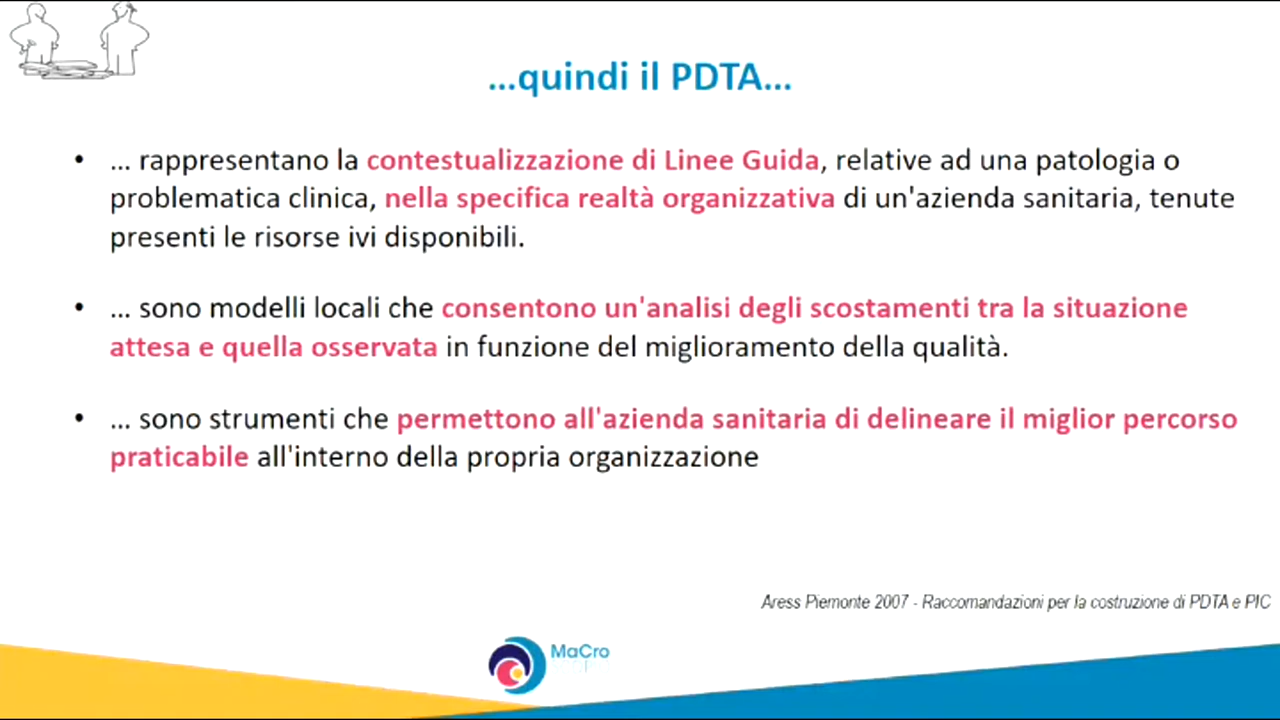 ...quindi il PDTA...
• ... rappresentano la contestualizzazione di Linee Guida, relative ad una patologia o
problematica clinica, nella specifica realtà organizzativa di un'azienda sanitaria, tenute
presenti le risorse ivi disponibili.
• ... sono modelli locali che consentono un'analisi degli scostamenti tra la situazione
attesa e quella osservata in funzione del miglioramento della qualità.
• ... sono strumenti che permettono all'azienda sanitaria di delineare il miglior percorso
praticabile all'interno della propria organizzazione
Aress Piemonte 2007 - Raccomandazioni per la costruzione di PDTA e PIC
MaCro